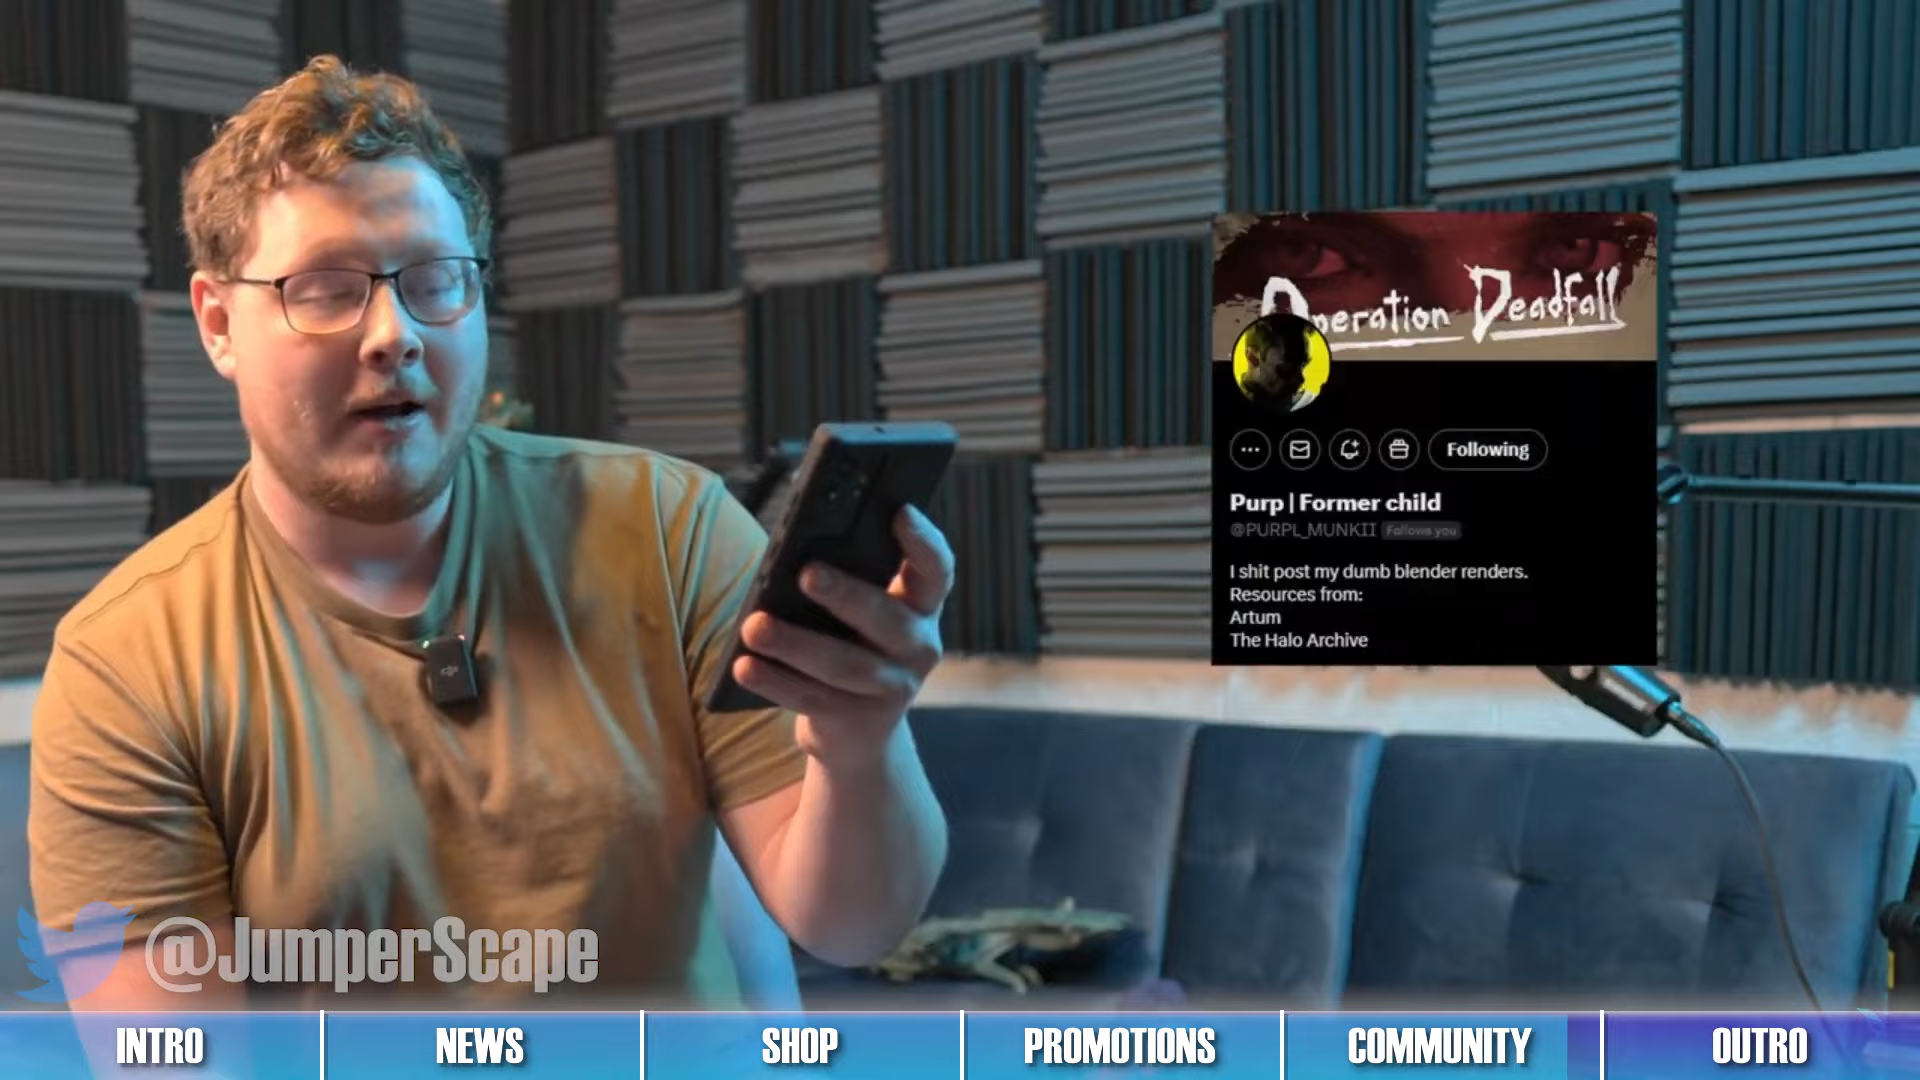 Operation Deadfall
Following
Purp | Former child
@PURPL_MUNKII Follows you
I shit post my dumb blender renders.
Resources from:
Artum
The Halo Archive
@JumperScape
INTRO
NEWS
SHOP
PROMOTIONS
COMMUNITY
OUTRO